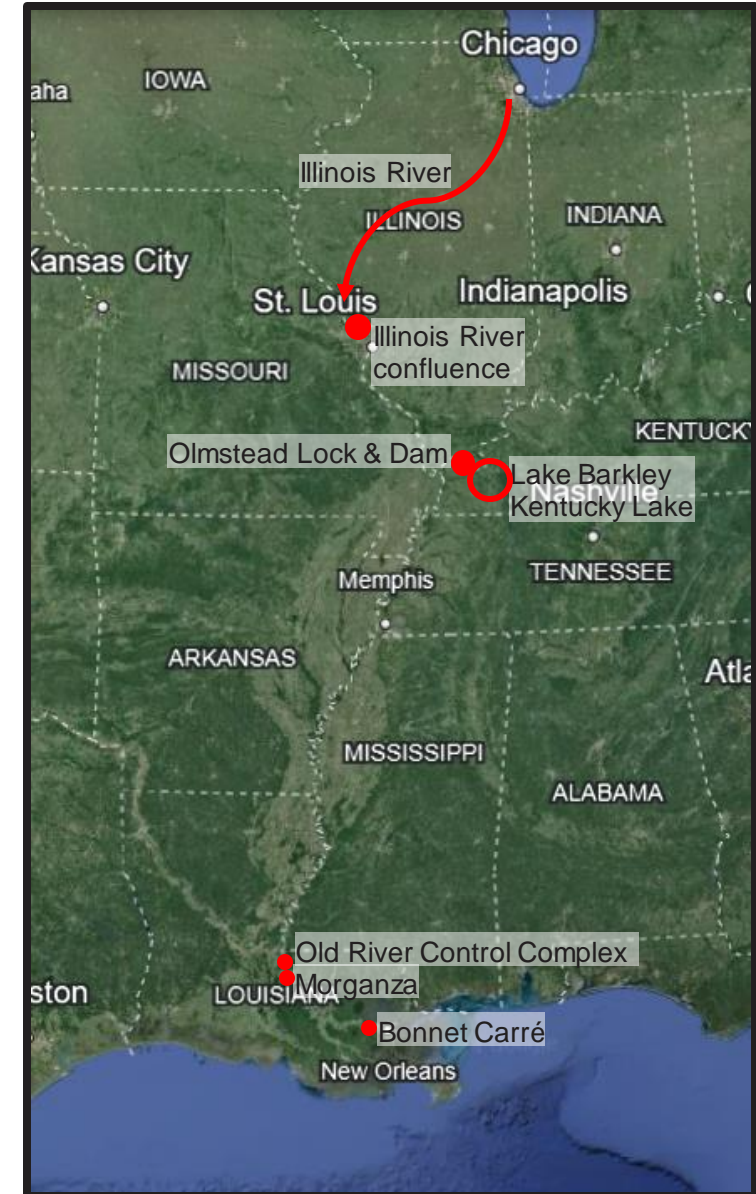 Chicago
IOWA
aha
Illinois River
ILLINOIS
INDIANA
Kansas City
St. Louis
Indianapolis
Illinois River
confluence
MISSOURI
KENTUCKY
Olmstead Lock & Dam
Lake Barkley
Nashville
Kentucky Lake
TENNESSEE
Memphis
ARKANSAS
Atla
MISSISSIPPI
ALABAMA
Old River Control Complex
Morganza
ston
LOUISIANA
Bonnet Carré
New Orleans